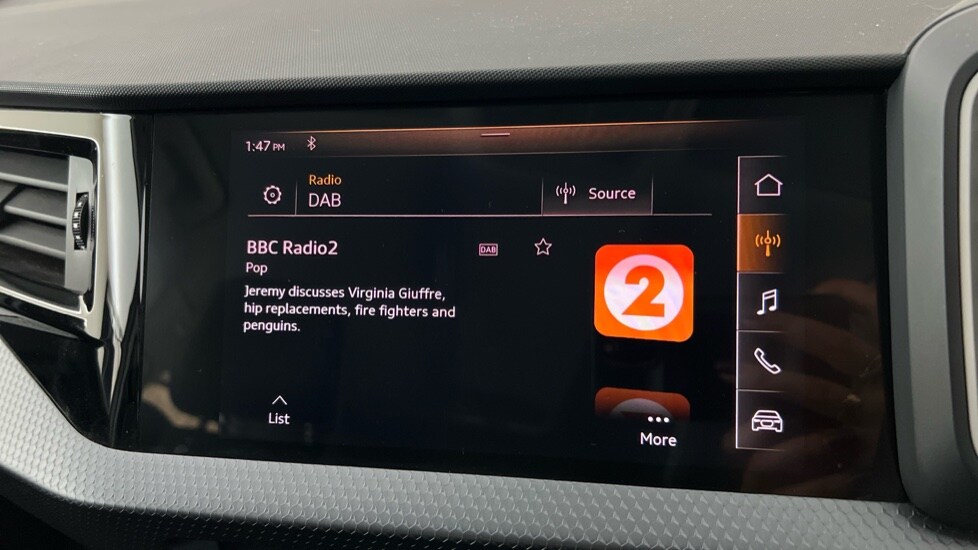 1:47 PM
Radio
DAB
Source
BBC Radio2
DAB
Pop
Jeremy discusses Virginia Giuffre,
hip replacements, fire fighters and
penguins.
2
List
More